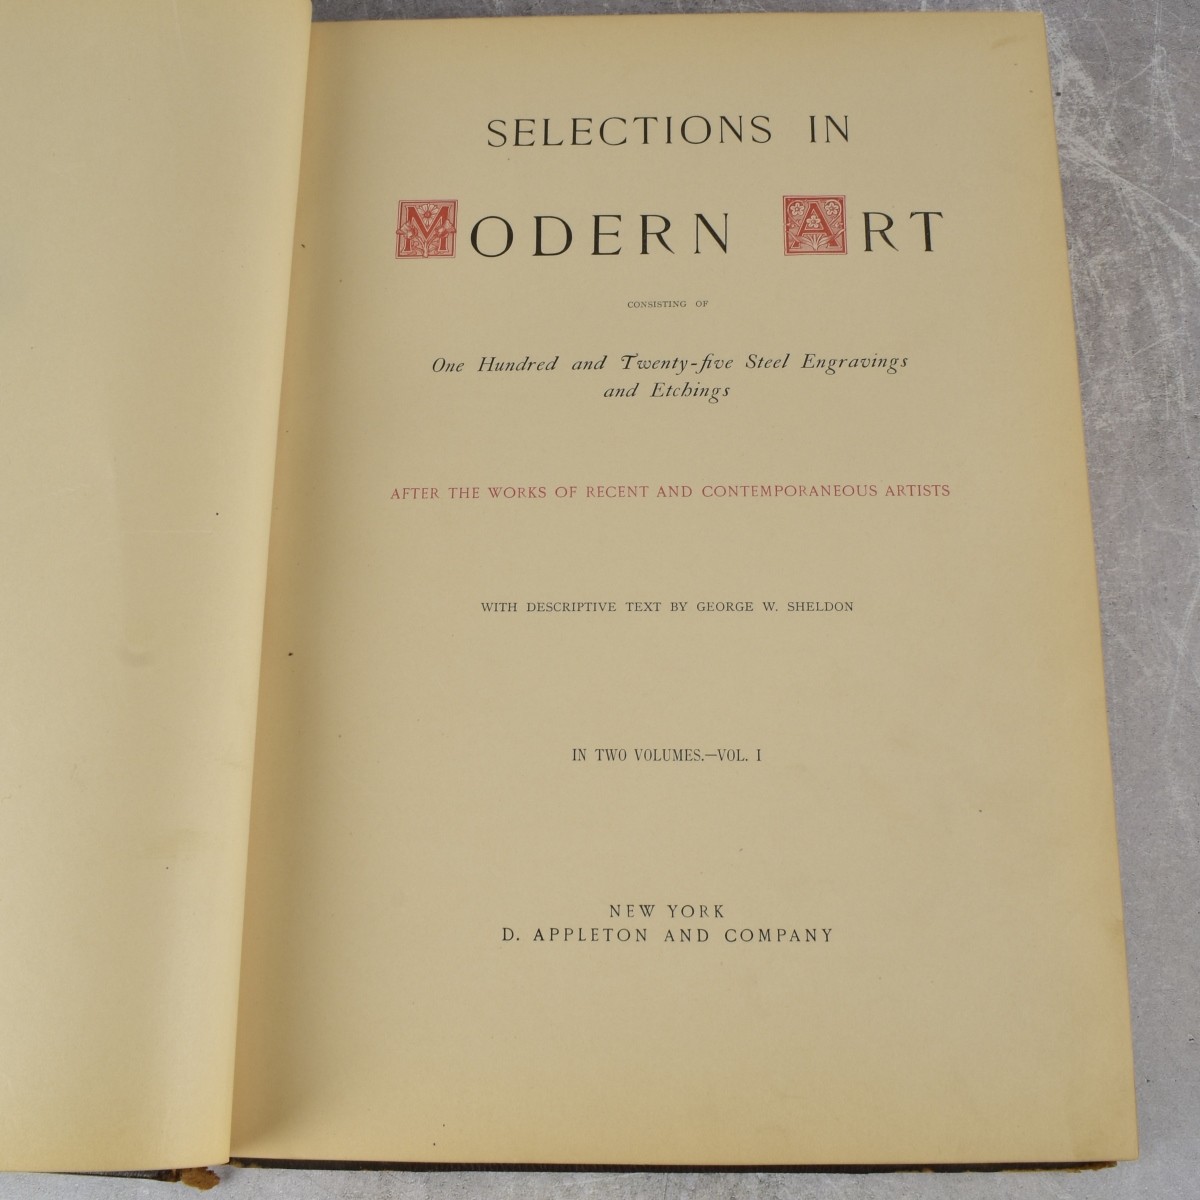 SELECTIONS IN
MODERN ART
CONSISTING OF
One Hundred and Twenty-five Steel Engravings
and Etchings
AFTER THE WORKS OF RECENT AND CONTEMPORANEOUS ARTISTS
WITH DESCRIPTIVE TEXT BY GEORGE W. SHELDON
IN TWO VOLUMES.—VOL. I
NEW YORK
D. APPLETON AND COMPANY